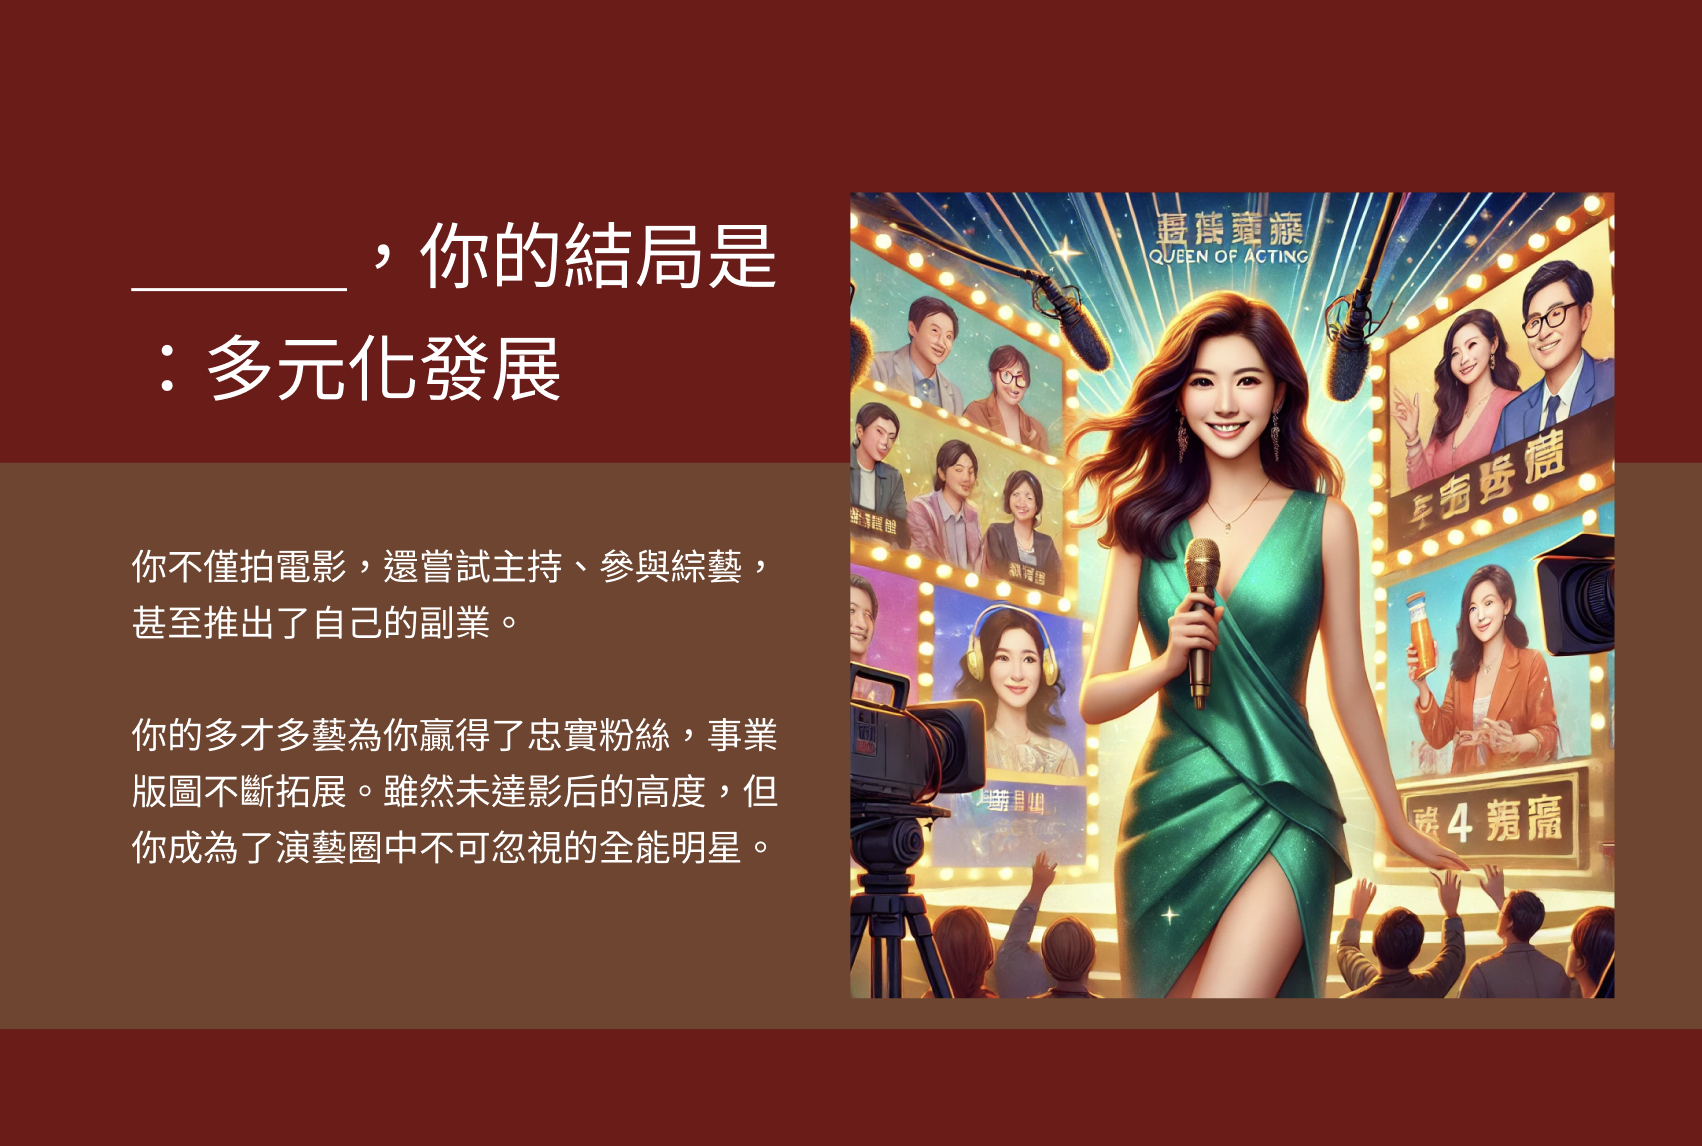 ______，你的結局是
：多元化發展
你不僅拍電影，還嘗試主持、參與綜藝，
甚至推出了自己的副業。
你的多才多藝為你贏得了忠實粉絲，事業
版圖不斷拓展。雖然未達影后的高度，但
你成為了演藝圈中不可忽視的全能明星。
QUEEN OF ACTING
4